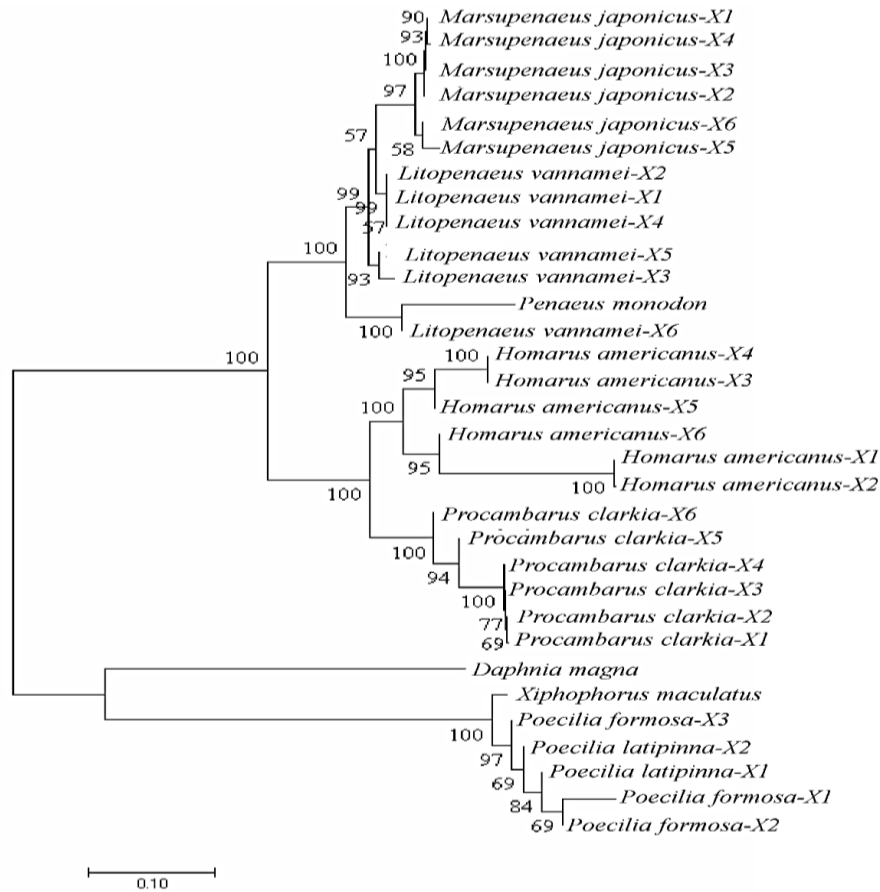 90
Marsupenaeus japonicus-X1
93
Marsupenaeus japonicus-X4
100
Marsupenaeus japonicus-X3
97
Marsupenaeus japonicus-X2
Marsupenaeus japonicus-X6
57
58
Marsupenaeus japonicus-X5
Litopenaeus vannamei-X2
99
Litopenaeus vannamei-X1
99
57
Litopenaeus vannamei-X4
100
Litopenaeus vannamei-X5
93
Litopenaeus vannamei-X3
Penaeus monodon
100
Litopenaeus vannamei-X6
100
100
Homarus americanus-X4
95
Homarus americanus-X3
100
Homarus americanus-X5
Homarus americanus-X6
95
Homarus americanus-X1
100
Homarus americanus-X2
100
Procambarus clarkia-X6
100
Procambarus clarkia-X5
94
Procambarus clarkia-X4
Procambarus clarkia-X3
100
77
Procambarus clarkia-X2
69
Procambarus clarkia-X1
Daphnia magna
Xiphophorus maculatus
100
Poecilia formosa-X3
97
Poecilia latipinna-X2
69
Poecilia latipinna-X1
84
Poecilia formosa-X1
69
Poecilia formosa-X2
0.10